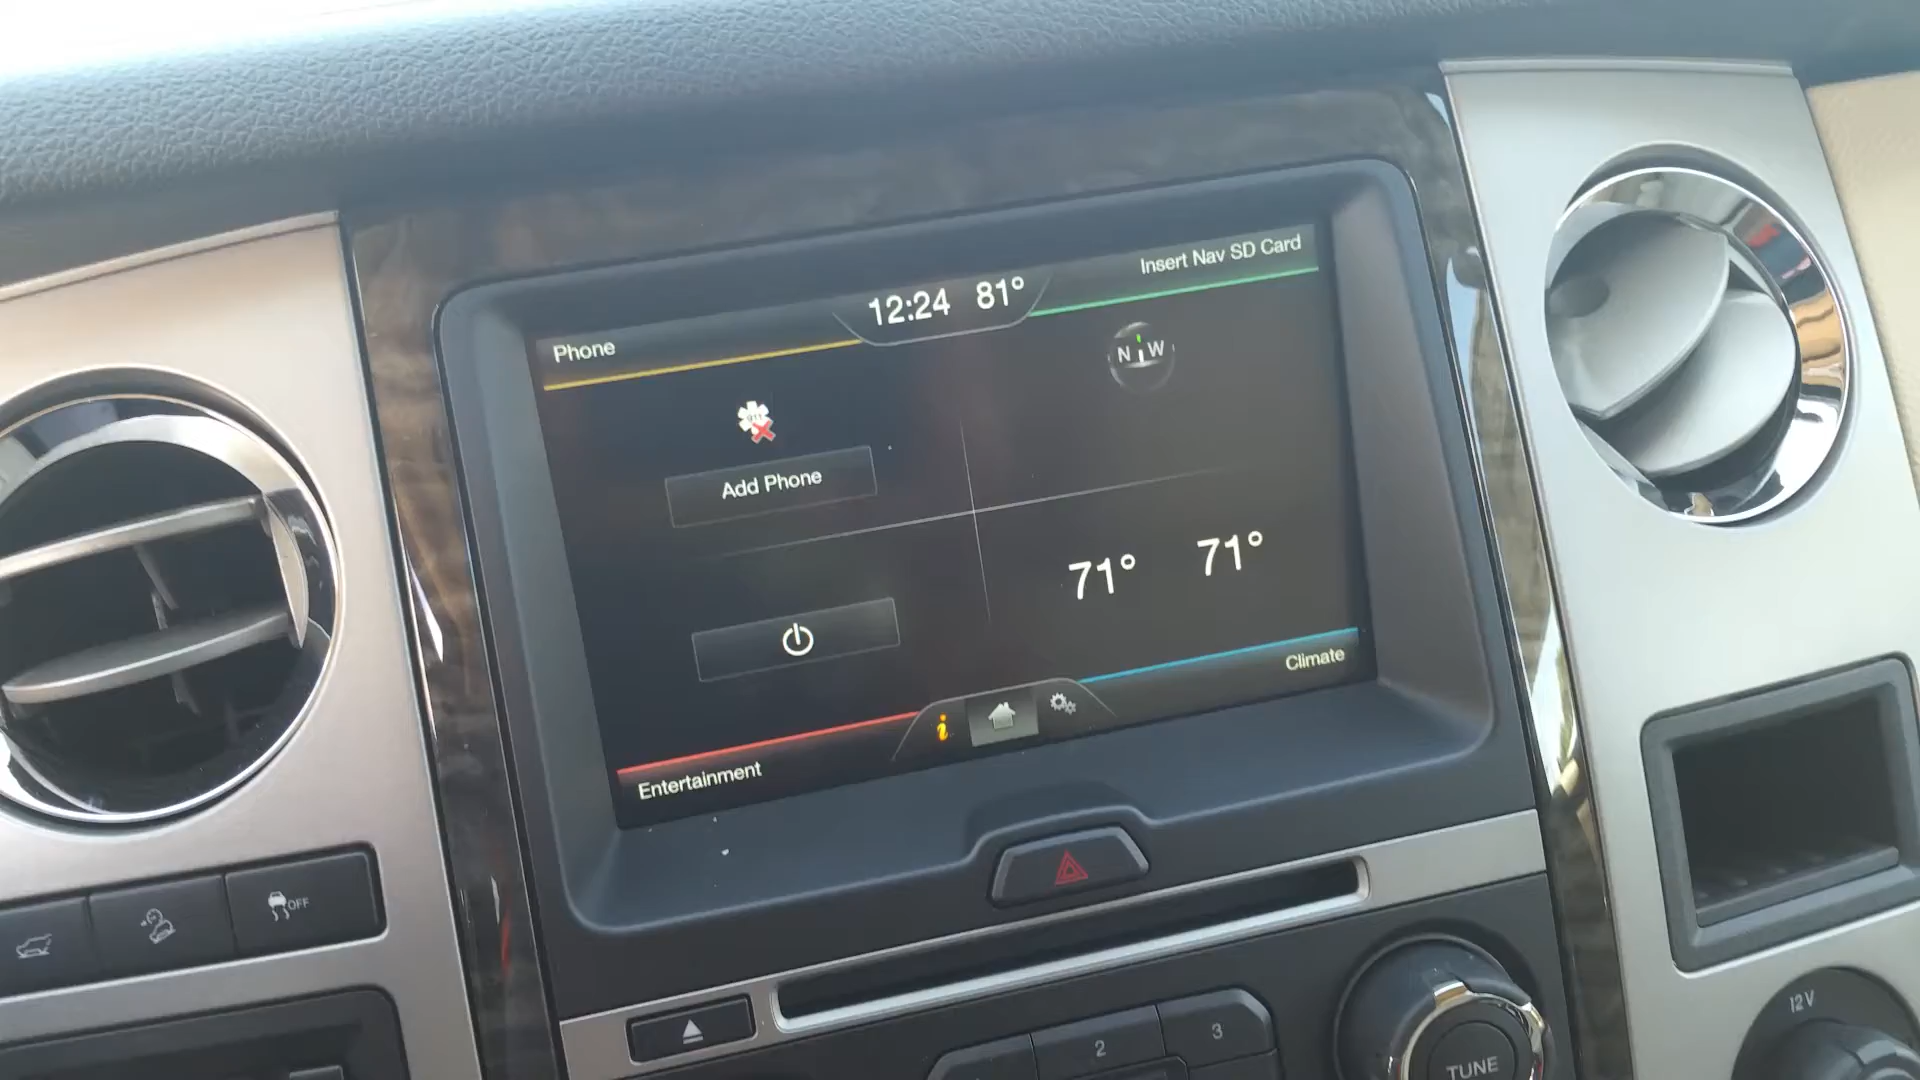 Insert Nav SD Card
12:24 81°
Phone
N W
911
Add Phone
71° 71°
Climate
i
Entertainment
OFF
2
3
12V
TUNE